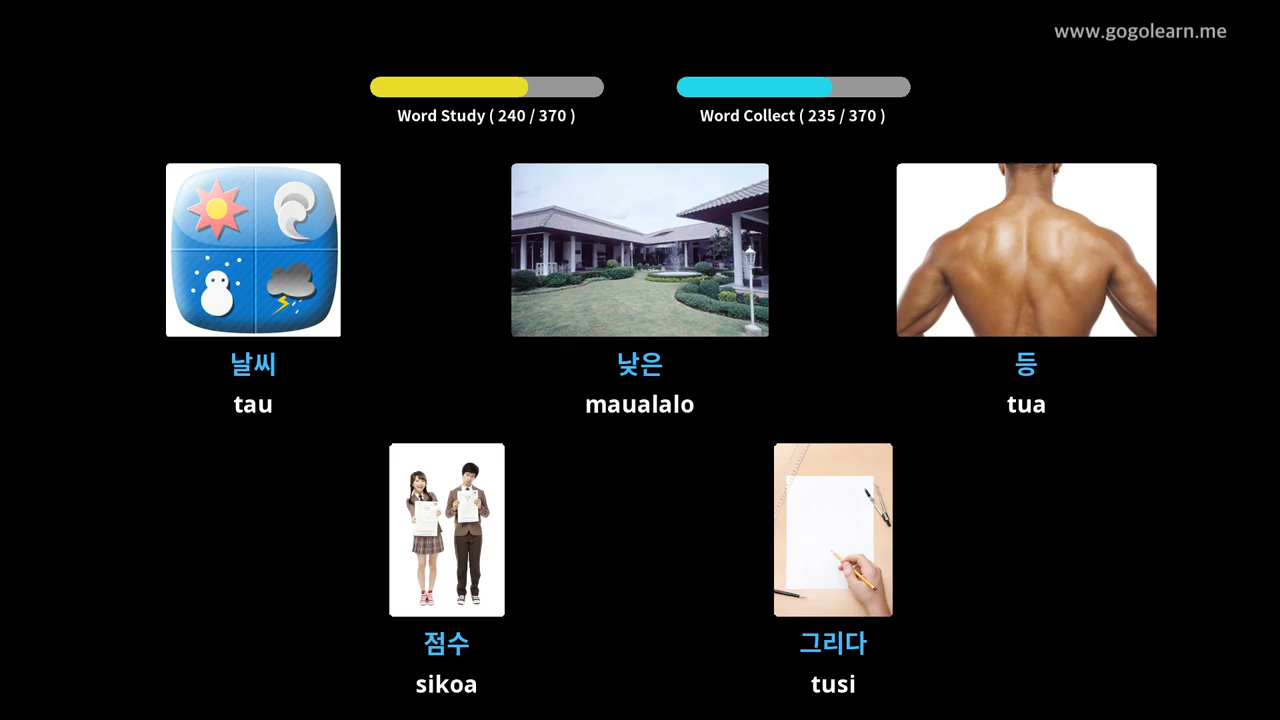 www.gogolearn.me
Word Study ( 240 / 370 )
Word Collect ( 235 / 370 )
날씨
tau
낮은
maualalo
등
tua
점수
sikoa
그리다
tusi